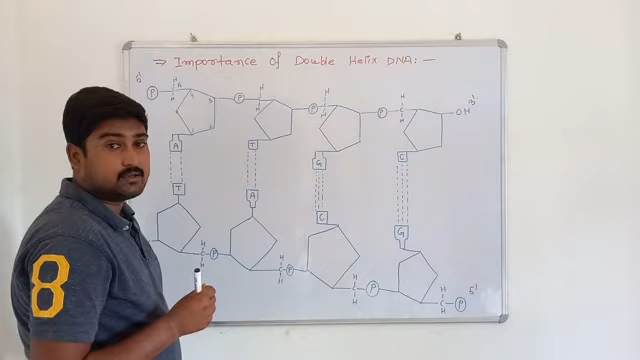 ⇒ Importance Of Double Helix DNA: —
5' P H C H P H C H P H C H P H C H OH 3'
A T G C
T A C G
H C H P H C H P H C H P H C H P 5'
8